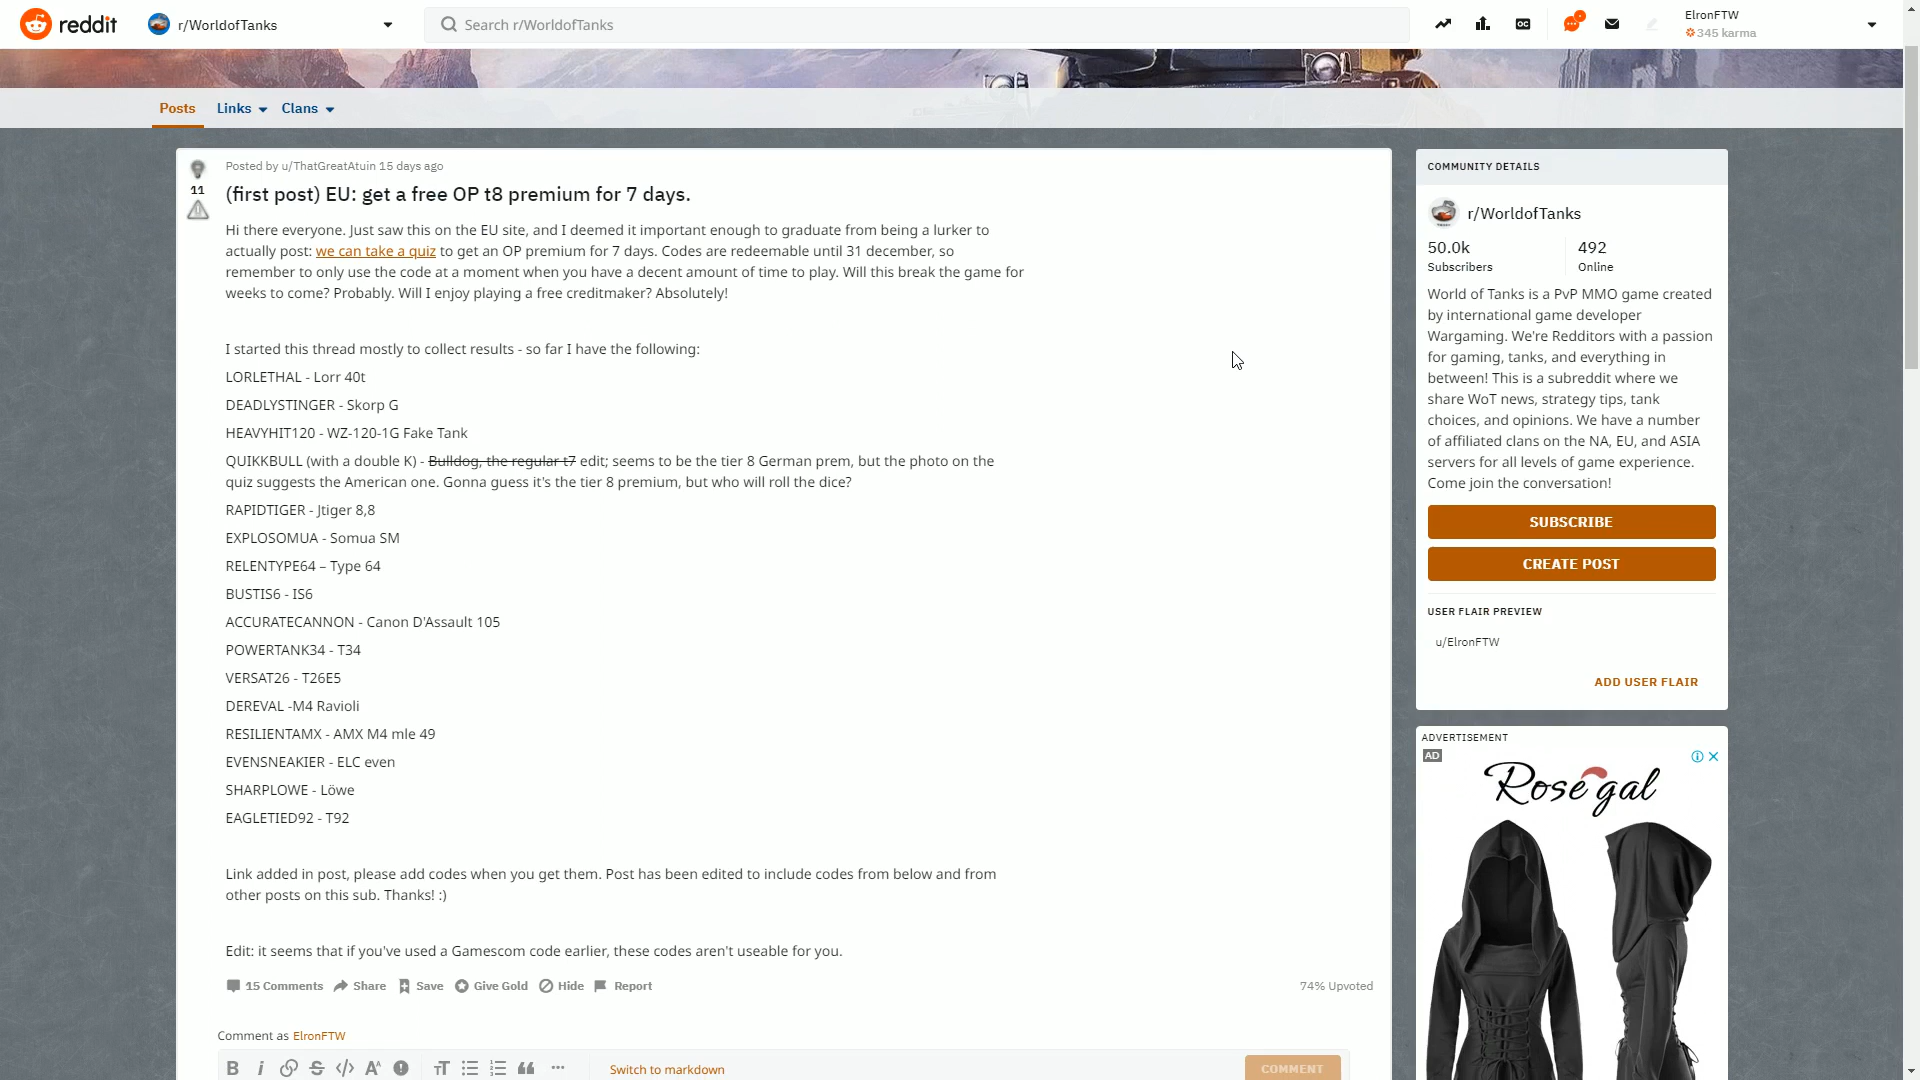 reddit
r/WorldofTanks
Search r/WorldofTanks
ElronFTW
345 karma
Posts
Links
Clans
11
Posted by u/ThatGreatAtuin 15 days ago
(first post) EU: get a free OP t8 premium for 7 days.
Hi there everyone. Just saw this on the EU site, and I deemed it important enough to graduate from being a lurker to
actually post: we can take a quiz to get an OP premium for 7 days. Codes are redeemable until 31 december, so
remember to only use the code at a moment when you have a decent amount of time to play. Will this break the game for
weeks to come? Probably. Will I enjoy playing a free creditmaker? Absolutely!
I started this thread mostly to collect results - so far I have the following:
LORLETHAL - Lorr 40t
DEADLYSTINGER - Skorp G
HEAVYHIT120 - WZ-120-1G Fake Tank
QUIKKBULL (with a double K) - Bulldog, the regular t7 edit; seems to be the tier 8 German prem, but the photo on the
quiz suggests the American one. Gonna guess it's the tier 8 premium, but who will roll the dice?
RAPIDTIGER - Jtiger 8,8
EXPLOSOMUA - Somua SM
RELENTYPE64 – Type 64
BUSTIS6 - IS6
ACCURATECANNON - Canon D'Assault 105
POWERTANK34 - T34
VERSAT26 - T26E5
DEREVAL -M4 Ravioli
RESILIENTAMX - AMX M4 mle 49
EVENSNEAKIER - ELC even
SHARPLOWE - Löwe
EAGLETIED92 - T92
Link added in post, please add codes when you get them. Post has been edited to include codes from below and from
other posts on this sub. Thanks! :)
Edit: it seems that if you've used a Gamescom code earlier, these codes aren't useable for you.
15 Comments Share Save Give Gold Hide Report
74% Upvoted
Comment as ElronFTW
Switch to markdown
COMMENT
COMMUNITY DETAILS
r/WorldofTanks
50.0k 492
Subscribers Online
World of Tanks is a PvP MMO game created
by international game developer
Wargaming. We're Redditors with a passion
for gaming, tanks, and everything in
between! This is a subreddit where we
share WoT news, strategy tips, tank
choices, and opinions. We have a number
of affiliated clans on the NA, EU, and ASIA
servers for all levels of game experience.
Come join the conversation!
SUBSCRIBE
CREATE POST
USER FLAIR PREVIEW
u/ElronFTW
ADD USER FLAIR
ADVERTISEMENT
AD
Rosegal